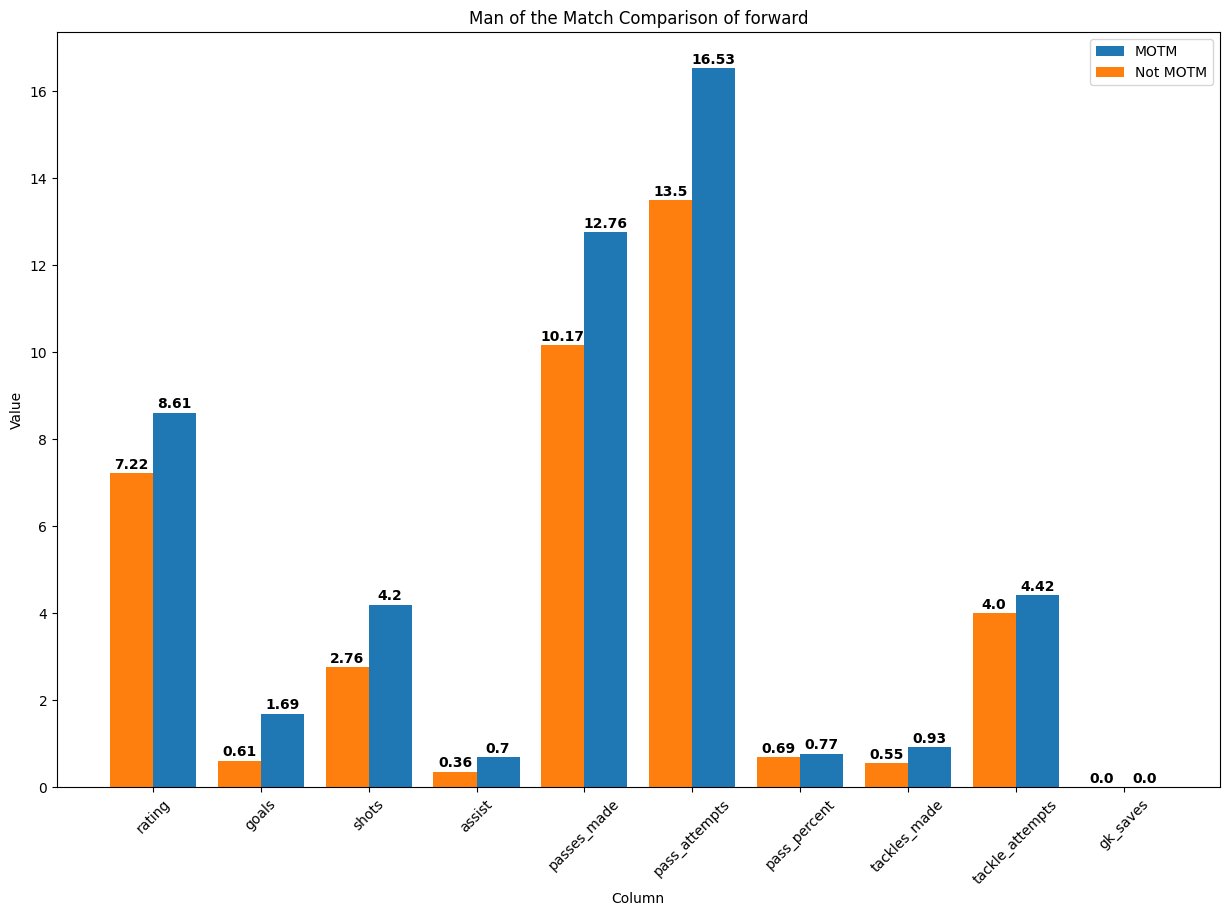 Man of the Match Comparison of forward
MOTM
Not MOTM
Value
16
14
12
10
8
6
4
2
0
7.22
8.61
0.61
1.69
2.76
4.2
0.36
0.7
10.17
12.76
13.5
16.53
0.69
0.77
0.55
0.93
4.0
4.42
0.0
0.0
rating
goals
shots
assist
passes_made
pass_attempts
pass_percent
tackles_made
tackle_attempts
gk_saves
Column